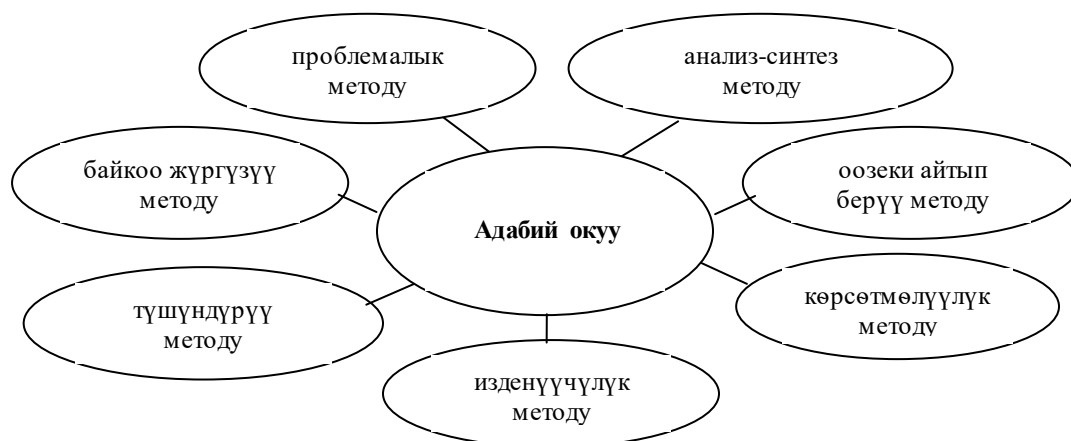 проблемалык
методу
анализ-синтез
методу
байкоо жүргүзүү
методу
оозеки айтып
берүү методу
Адабий окуу
түшүндүрүү
методу
көрсөтмөлүүлүк
методу
изденүүчүлүк
методу